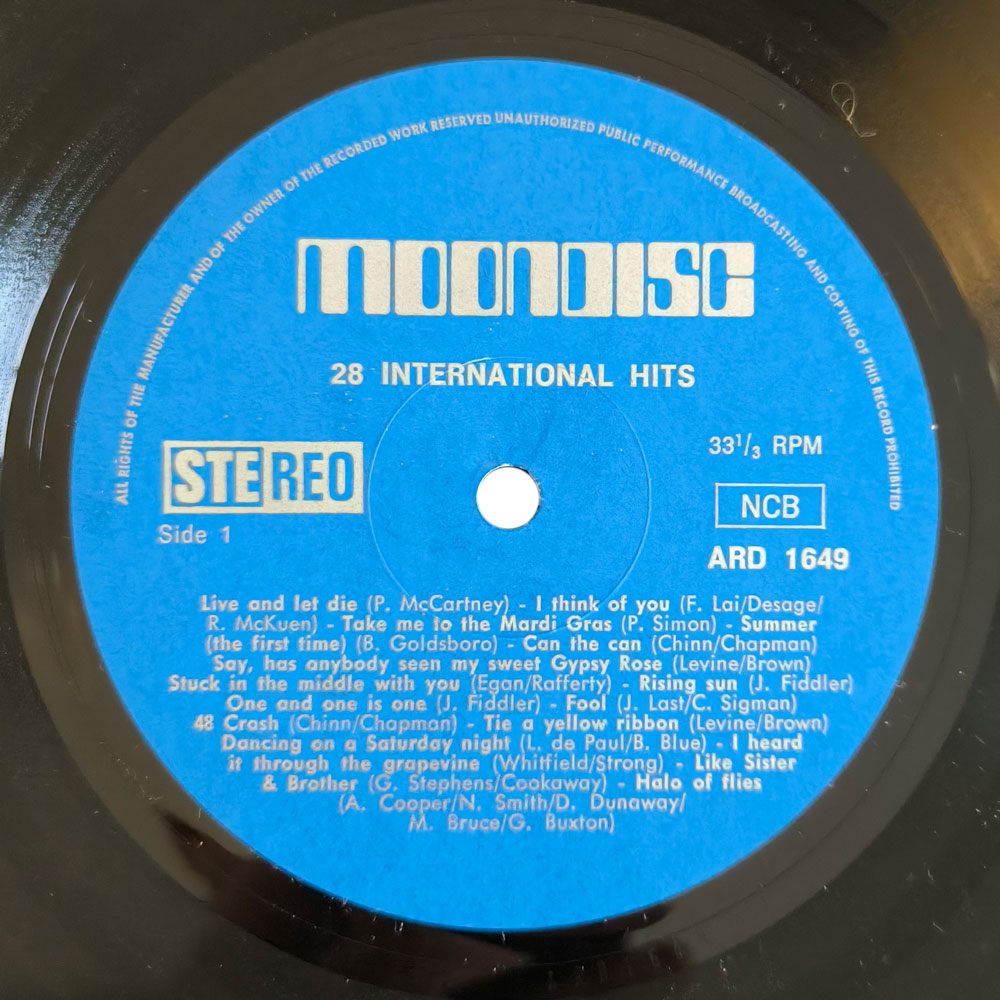 ALL RIGHTS OF THE MANUFACTURER AND OF THE OWNER OF THE RECORDED WORK RESERVED UNAUTHORIZED PUBLIC PERFORMANCE BROADCASTING AND COPYING OF THIS RECORD PROHIBITED
MOONDISC
28 INTERNATIONAL HITS
STEREO
Side 1
33¹/₃ RPM
NCB
ARD 1649
Live and let die (P. McCartney) - I think of you (F. Lai/Desage/
R. McKuen) - Take me to the Mardi Gras (P. Simon) - Summer
(the first time) (B. Goldsboro) - Can the can (Chinn/Chapman)
Say, has anybody seen my sweet Gypsy Rose (Levine/Brown)
Stuck in the middle with you (Egan/Rafferty) - Rising sun (J. Fiddler)
One and one is one (J. Fiddler) - Fool (J. Last/C. Sigman)
48 Crash (Chinn/Chapman) - Tie a yellow ribbon (Levine/Brown)
Dancing on a Saturday night (L. de Paul/B. Blue) - I heard
it through the grapevine (Whitfield/Strong) - Like Sister
& Brother (G. Stephens/Cookaway) - Halo of flies
(A. Cooper/N. Smith/D. Dunaway/
M. Bruce/G. Buxton)